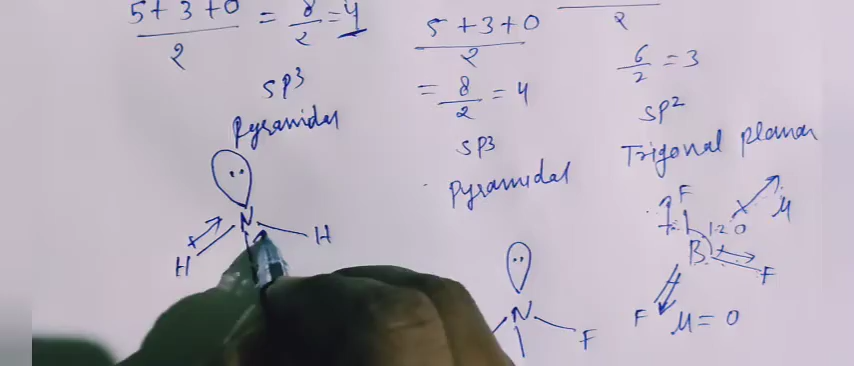 5+3+0
2
= 8/2 = 4
SP3
Pyramidal
N
H
H
5+3+0
2
= 8/2 = 4
SP3
Pyramidal
N
F
2
6/2 = 3
SP2
Trigonal planar
F
120
μ
B
F
F
μ = 0